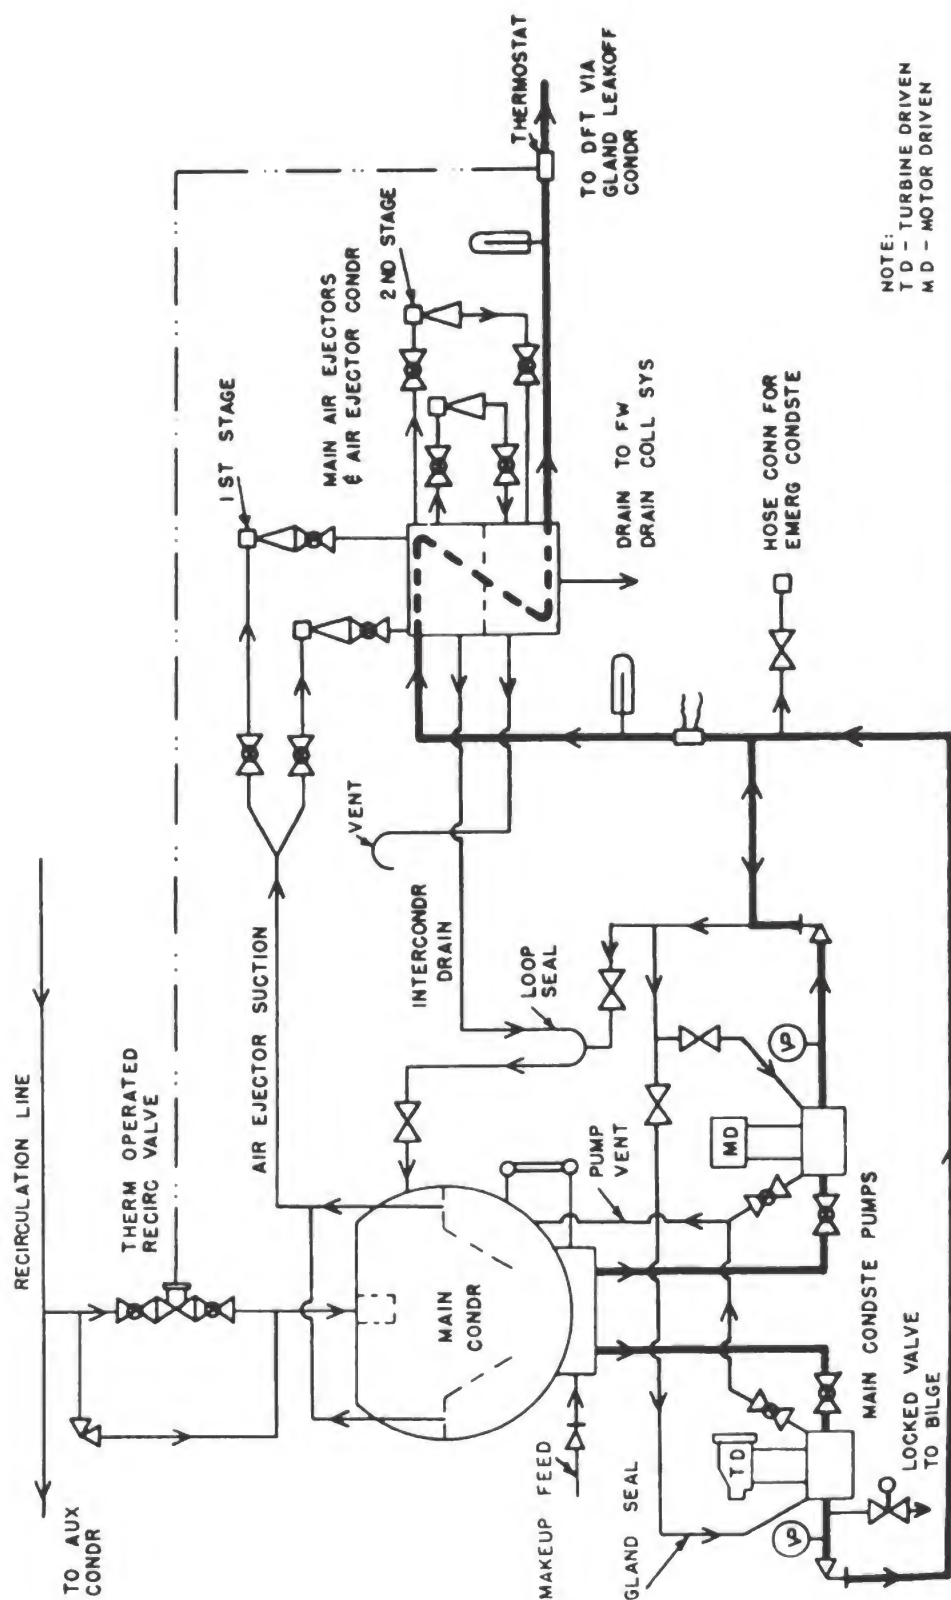 RECIRCULATION LINE
TO AUX
CONDR
THERM OPERATED
RECIRC VALVE
AIR EJECTOR SUCTION
1 ST STAGE
MAIN AIR EJECTORS
& AIR EJECTOR CONDR
2 ND STAGE
THERMOSTAT
TO DFT VIA
GLAND LEAKOFF
CONDR
VENT
INTERCONDR
DRAIN
LOOP
SEAL
MAIN
CONDR
DRAIN TO FW
DRAIN COLL SYS
HOSE CONN FOR
EMERG CONDSTE
PUMP
VENT
MAKEUP FEED
GLAND SEAL
T D
MD
VP
VP
MAIN CONDSTE PUMPS
LOCKED VALVE
TO BILGE
NOTE:
T D - TURBINE DRIVEN
M D - MOTOR DRIVEN